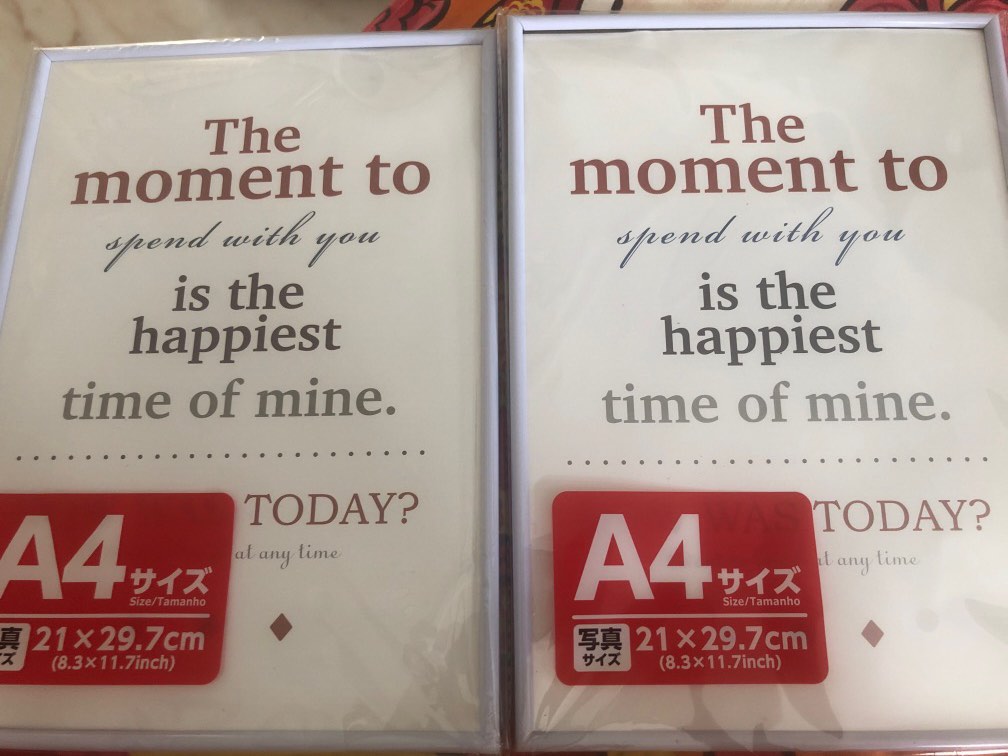 The
moment to
spend with you
is the
happiest
time of mine.
TODAY?
at any time
A4サイズ
Size/Tamanho
真 21×29.7cm
ズ (8.3×11.7inch)
The
moment to
spend with you
is the
happiest
time of mine.
WAS TODAY?
at any time
A4サイズ
Size/Tamanho
写真 21×29.7cm
サイズ (8.3×11.7inch)